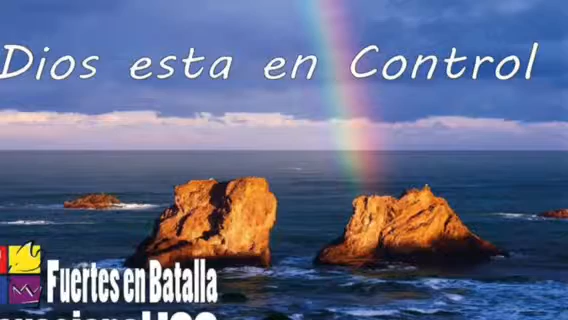 Dios esta en Control
Fuertes en Batalla